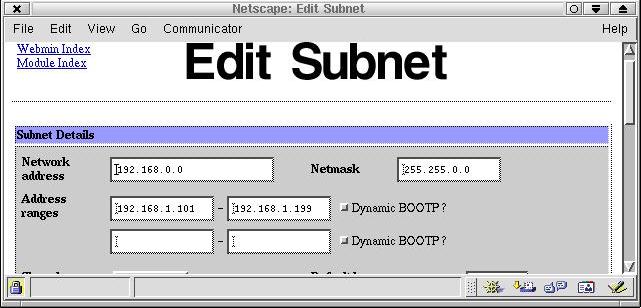 Netscape: Edit Subnet
File Edit View Go Communicator Help
Webmin Index
Module Index
Edit Subnet
Subnet Details
Network address 192.168.0.0 Netmask 255.255.0.0
Address ranges 192.168.1.101 - 192.168.1.199 Dynamic BOOTP?
- Dynamic BOOTP?